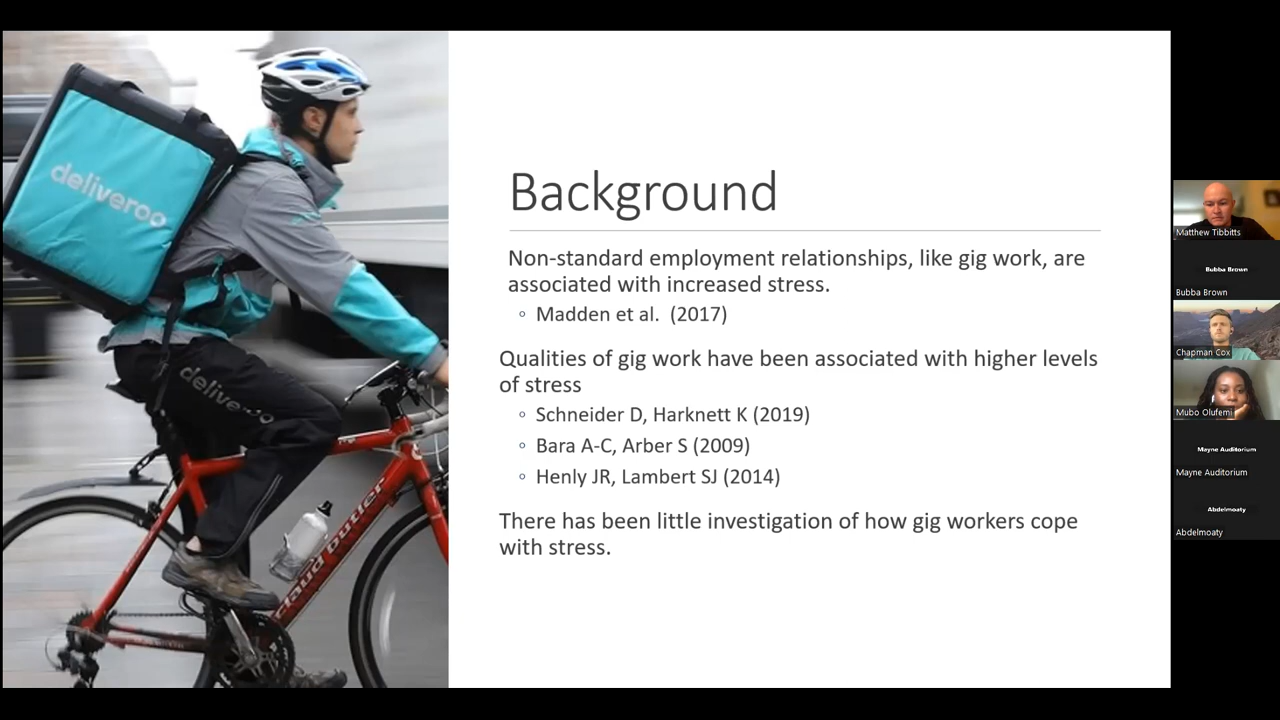 deliveroo
deliveroo
claud butler
Background
Non-standard employment relationships, like gig work, are
associated with increased stress.
◦ Madden et al. (2017)
Qualities of gig work have been associated with higher levels
of stress
◦ Schneider D, Harknett K (2019)
◦ Bara A-C, Arber S (2009)
◦ Henly JR, Lambert SJ (2014)
There has been little investigation of how gig workers cope
with stress.
Matthew Tibbitts
Bubba Brown
Bubba Brown
Chapman Cox
Mubo Olufemi
Mayne Auditorium
Mayne Auditorium
Abdelmoaty
Abdelmoaty